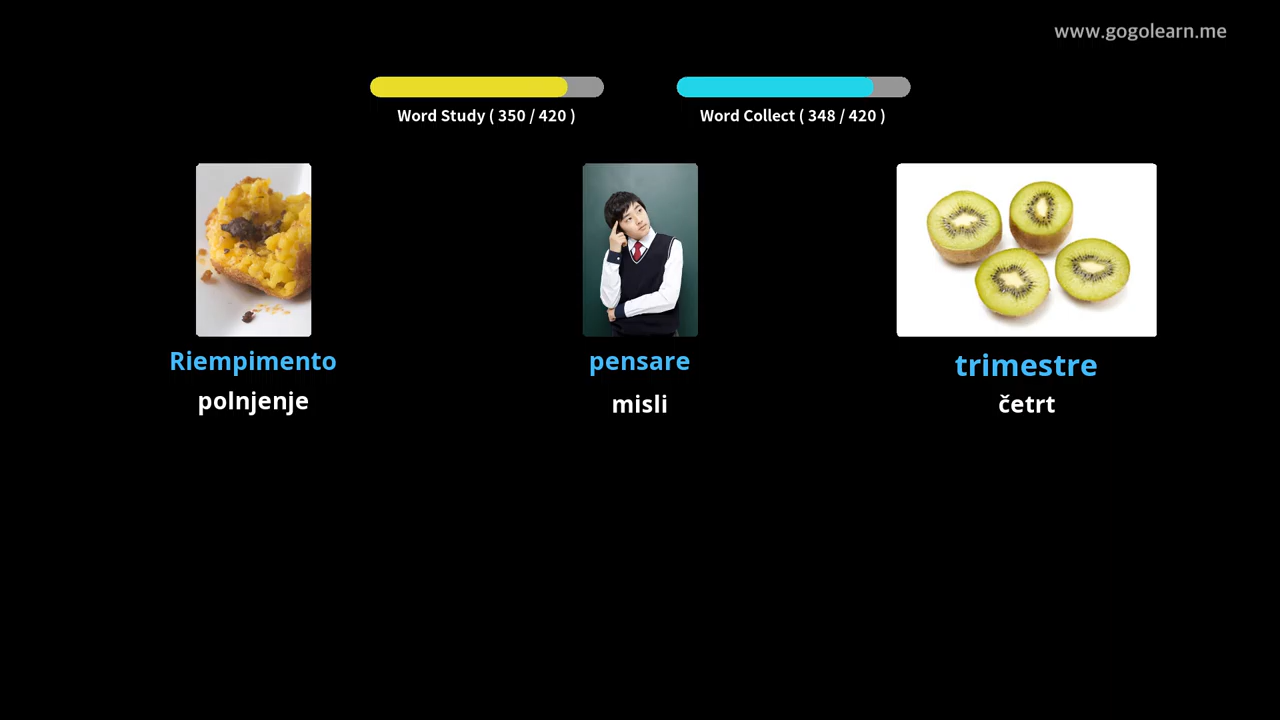 www.gogolearn.me
Word Study ( 350 / 420 )
Word Collect ( 348 / 420 )
Riempimento
polnjenje
pensare
misli
trimestre
četrt